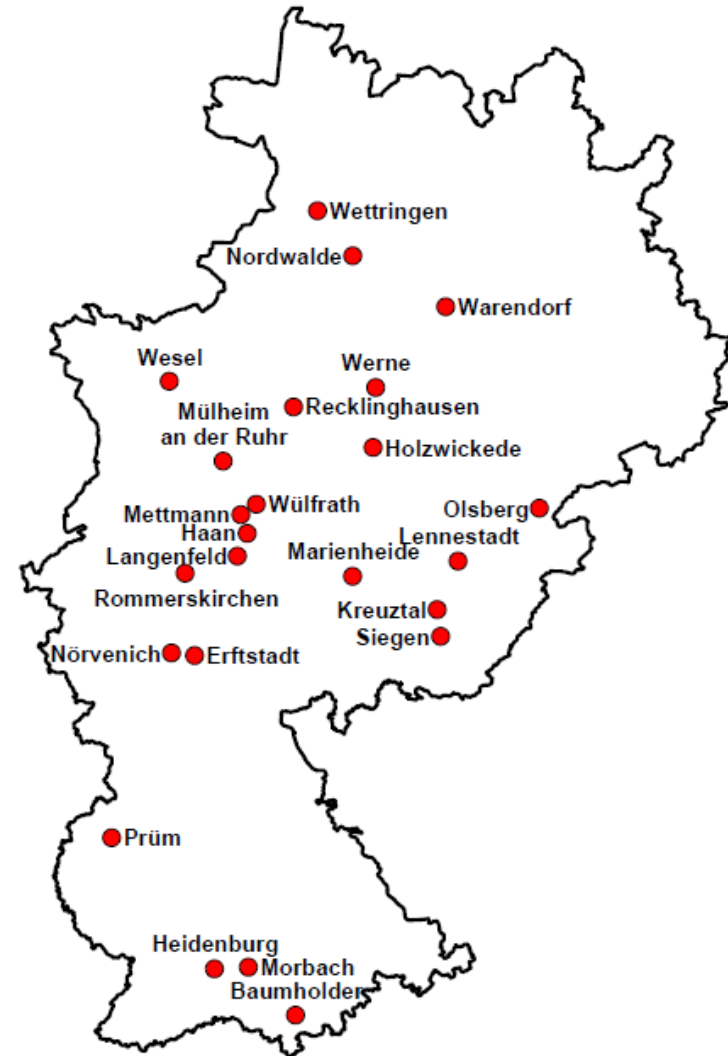 Wettringen
Nordwalde
Warendorf
Wesel
Werne
Mülheim
an der Ruhr
Recklinghausen
Holzwickede
Wülfrath
Mettmann
Olsberg
Haan
Lennestadt
Langenfeld
Marienheide
Rommerskirchen
Kreuztal
Siegen
Nörvenich
Erftstadt
Prüm
Heidenburg
Morbach
Baumholder